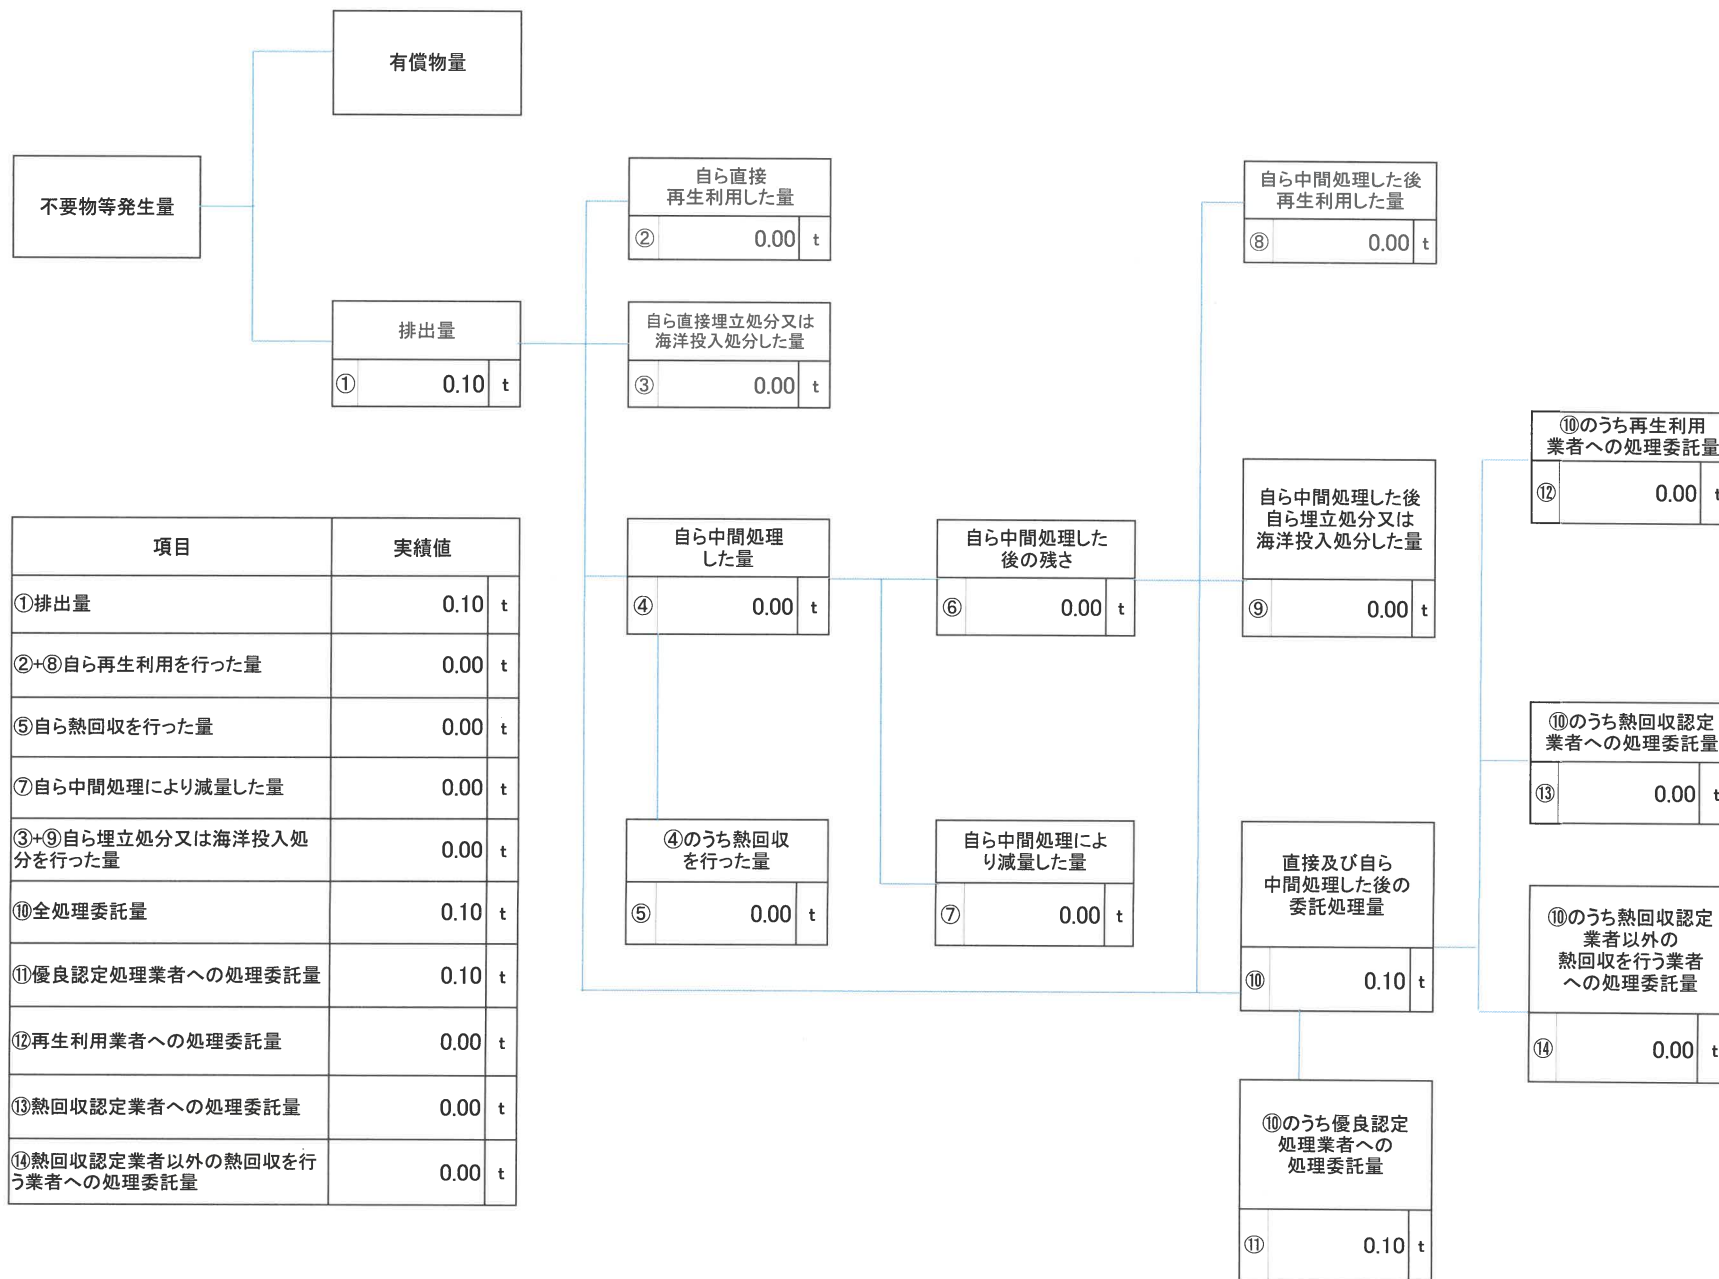 有償物量
不要物等発生量
排出量
① 0.10 t
自ら直接
再生利用した量
② 0.00 t
自ら直接埋立処分又は
海洋投入処分した量
③ 0.00 t
自ら中間処理
した量
④ 0.00 t
④のうち熱回収
を行った量
⑤ 0.00 t
自ら中間処理した
後の残さ
⑥ 0.00 t
自ら中間処理によ
り減量した量
⑦ 0.00 t
自ら中間処理した後
再生利用した量
⑧ 0.00 t
自ら中間処理した後
自ら埋立処分又は
海洋投入処分した量
⑨ 0.00 t
直接及び自ら
中間処理した後の
委託処理量
⑩ 0.10 t
⑩のうち優良認定
処理業者への
処理委託量
⑪ 0.10 t
⑩のうち再生利用
業者への処理委託量
⑫ 0.00 t
⑩のうち熱回収認定
業者への処理委託量
⑬ 0.00 t
⑩のうち熱回収認定
業者以外の
熱回収を行う業者
への処理委託量
⑭ 0.00 t
項目 実績値
①排出量 0.10 t
②+⑧自ら再生利用を行った量 0.00 t
⑤自ら熱回収を行った量 0.00 t
⑦自ら中間処理により減量した量 0.00 t
③+⑨自ら埋立処分又は海洋投入処
分を行った量 0.00 t
⑩全処理委託量 0.10 t
⑪優良認定処理業者への処理委託量 0.10 t
⑫再生利用業者への処理委託量 0.00 t
⑬熱回収認定業者への処理委託量 0.00 t
⑭熱回収認定業者以外の熱回収を行
う業者への処理委託量 0.00 t